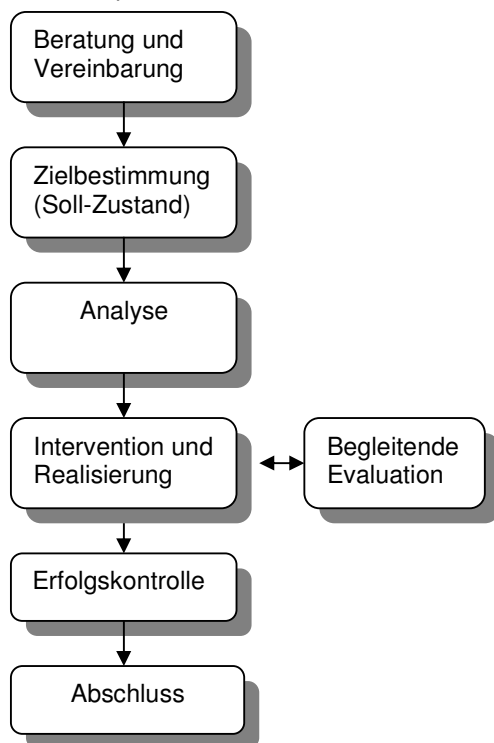 Beratung und
Vereinbarung
Zielbestimmung
(Soll-Zustand)
Analyse
Intervention und
Realisierung
Begleitende
Evaluation
Erfolgskontrolle
Abschluss